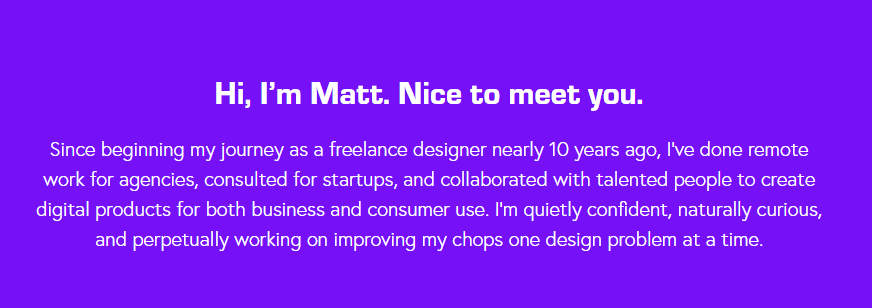 Hi, I’m Matt. Nice to meet you.
Since beginning my journey as a freelance designer nearly 10 years ago, I've done remote
work for agencies, consulted for startups, and collaborated with talented people to create
digital products for both business and consumer use. I'm quietly confident, naturally curious,
and perpetually working on improving my chops one design problem at a time.